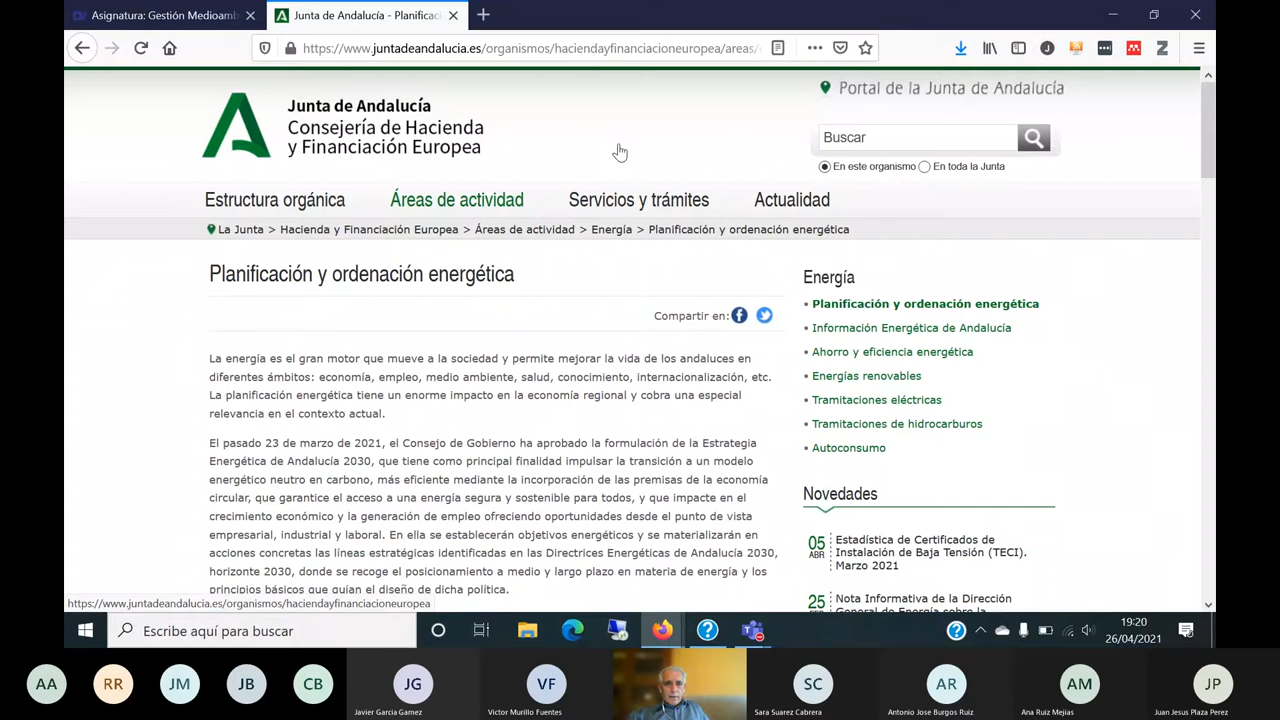 Asignatura: Gestión Medioamb
Junta de Andalucía - Planificació
https://www.juntadeandalucia.es/organismos/haciendayfinanciacioneuropea/areas/
Junta de Andalucía
Consejería de Hacienda
y Financiación Europea
Portal de la Junta de Andalucía
Buscar
En este organismo
En toda la Junta
Estructura orgánica
Áreas de actividad
Servicios y trámites
Actualidad
La Junta > Hacienda y Financiación Europea > Áreas de actividad > Energía > Planificación y ordenación energética
Planificación y ordenación energética
Compartir en:
La energía es el gran motor que mueve a la sociedad y permite mejorar la vida de los andaluces en
diferentes ámbitos: economía, empleo, medio ambiente, salud, conocimiento, internacionalización, etc.
La planificación energética tiene un enorme impacto en la economía regional y cobra una especial
relevancia en el contexto actual.
El pasado 23 de marzo de 2021, el Consejo de Gobierno ha aprobado la formulación de la Estrategia
Energética de Andalucía 2030, que tiene como principal finalidad impulsar la transición a un modelo
energético neutro en carbono, más eficiente mediante la incorporación de las premisas de la economía
circular, que garantice el acceso a una energía segura y sostenible para todos, y que impacte en el
crecimiento económico y la generación de empleo ofreciendo oportunidades desde el punto de vista
empresarial, industrial y laboral. En ella se establecerán objetivos energéticos y se materializarán en
acciones concretas las líneas estratégicas identificadas en las Directrices Energéticas de Andalucía 2030,
horizonte 2030, donde se recoge el posicionamiento a medio y largo plazo en materia de energía y los
principios básicos que guían el diseño de dicha política.
Energía
Planificación y ordenación energética
Información Energética de Andalucía
Ahorro y eficiencia energética
Energías renovables
Tramitaciones eléctricas
Tramitaciones de hidrocarburos
Autoconsumo
Novedades
05
ABR
Estadística de Certificados de
Instalación de Baja Tensión (TECI).
Marzo 2021
25
Nota Informativa de la Dirección
General de Energía sobre la
https://www.juntadeandalucia.es/organismos/haciendayfinanciacioneuropea
Escribe aquí para buscar
19:20
26/04/2021
AA
RR
JM
JB
CB
JG
Javier Garcia Gamez
VF
Victor Murillo Fuentes
SC
Sara Suarez Cabrera
AR
Antonio Jose Burgos Ruiz
AM
Ana Ruiz Mejias
JP
Juan Jesus Plaza Perez